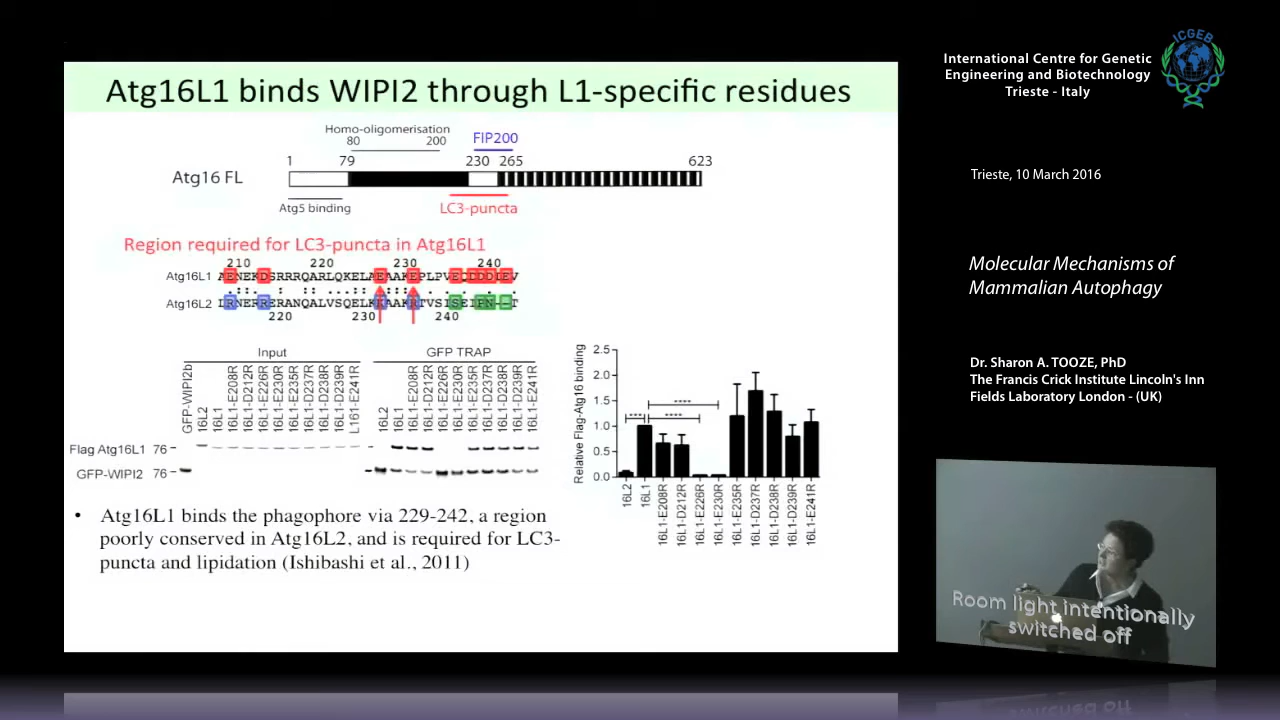 Atg16L1 binds WIPI2 through L1-specific residues
Homo-oligomerisation
80 200
FIP200
1 79 230 265 623
Atg16 FL
Atg5 binding
LC3-puncta
Region required for LC3-puncta in Atg16L1
210 220 230 240
Atg16L1 AENEKDSRRRQARLQKELAEAAKEPLPVEQDDDIEV
Atg16L2 LRNERRERANQALVSQELKKAAKRTVSISEIPN--T
220 230 240
Input
GFP TRAP
GFP-WIPI2b
16L2
16L1
16L1-E208R
16L1-D212R
16L1-E226R
16L1-E230R
16L1-E235R
16L1-D237R
16L1-D238R
16L1-D239R
L161-E241R
16L2
16L1
16L1-E208R
16L1-D212R
16L1-E226R
16L1-E230R
16L1-E235R
16L1-D237R
16L1-D238R
16L1-D239R
16L1-E241R
Flag Atg16L1 76
GFP-WIPI2 76
Relative Flag-Atg16 binding
2.5
2.0
1.5
1.0
0.5
0.0
***
****
****
16L2
16L1
16L1-E208R
16L1-D212R
16L1-E226R
16L1-E230R
16L1-E235R
16L1-D237R
16L1-D238R
16L1-D239R
16L1-E241R
• Atg16L1 binds the phagophore via 229-242, a region
poorly conserved in Atg16L2, and is required for LC3-
puncta and lipidation (Ishibashi et al., 2011)
International Centre for Genetic
Engineering and Biotechnology
Trieste - Italy
ICGEB
Trieste, 10 March 2016
Molecular Mechanisms of
Mammalian Autophagy
Dr. Sharon A. TOOZE, PhD
The Francis Crick Institute Lincoln's Inn
Fields Laboratory London - (UK)
Room light intentionally
switched off